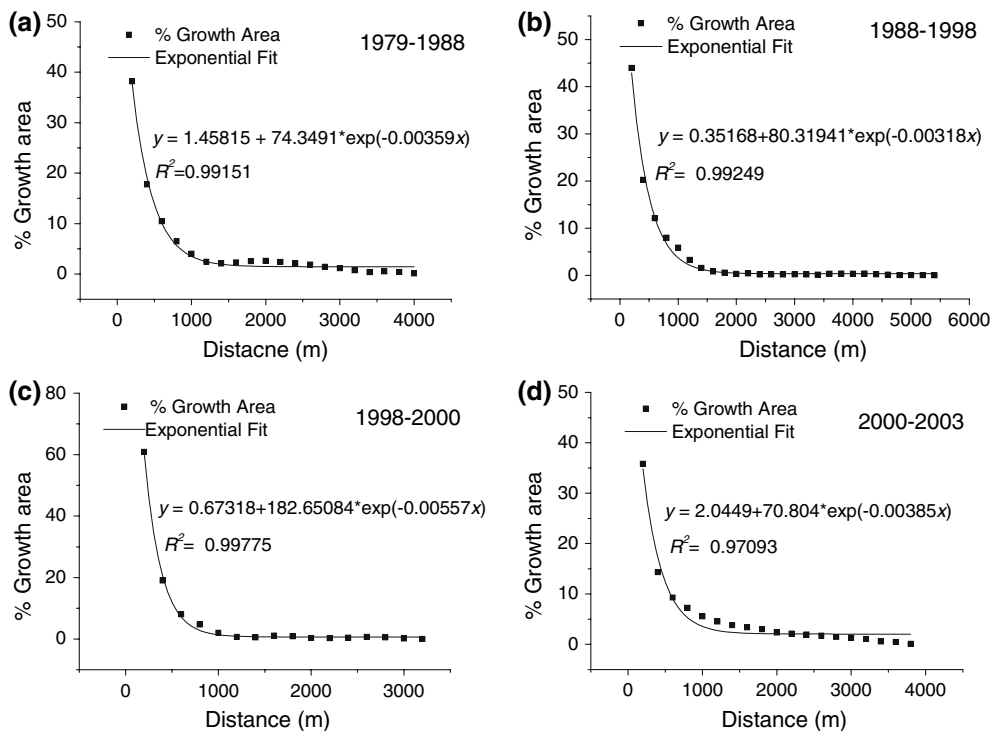 (a)
50
40
30
20
10
0
% Growth area
% Growth Area
Exponential Fit
1979-1988
y = 1.45815 + 74.3491*exp(-0.00359x)
R²=0.99151
0 1000 2000 3000 4000
Distacne (m)
(b)
50
40
30
20
10
0
% Growth area
% Growth Area
Exponential Fit
1988-1998
y = 0.35168+80.31941*exp(-0.00318x)
R²= 0.99249
0 1000 2000 3000 4000 5000 6000
Distance (m)
(c)
80
60
40
20
0
% Growth area
% Growth Area
Exponential Fit
1998-2000
y = 0.67318+182.65084*exp(-0.00557x)
R²= 0.99775
0 1000 2000 3000
Distance (m)
(d)
50
40
30
20
10
0
% Growth area
% Growth Area
Exponential Fit
2000-2003
y = 2.0449+70.804*exp(-0.00385x)
R²= 0.97093
0 1000 2000 3000 4000
Distance (m)